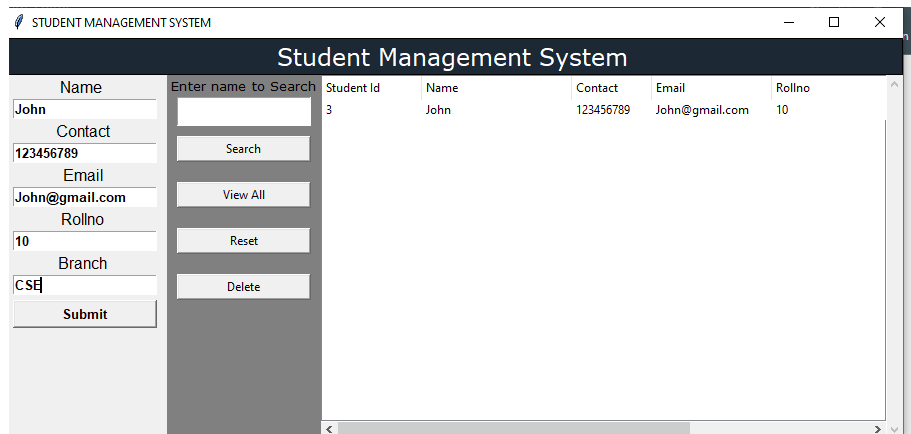 STUDENT MANAGEMENT SYSTEM
Student Management System
Name
John
Contact
123456789
Email
John@gmail.com
Rollno
10
Branch
CSE
Submit
Enter name to Search
Search
View All
Reset
Delete
Student Id Name Contact Email Rollno
3 John 123456789 John@gmail.com 10
n